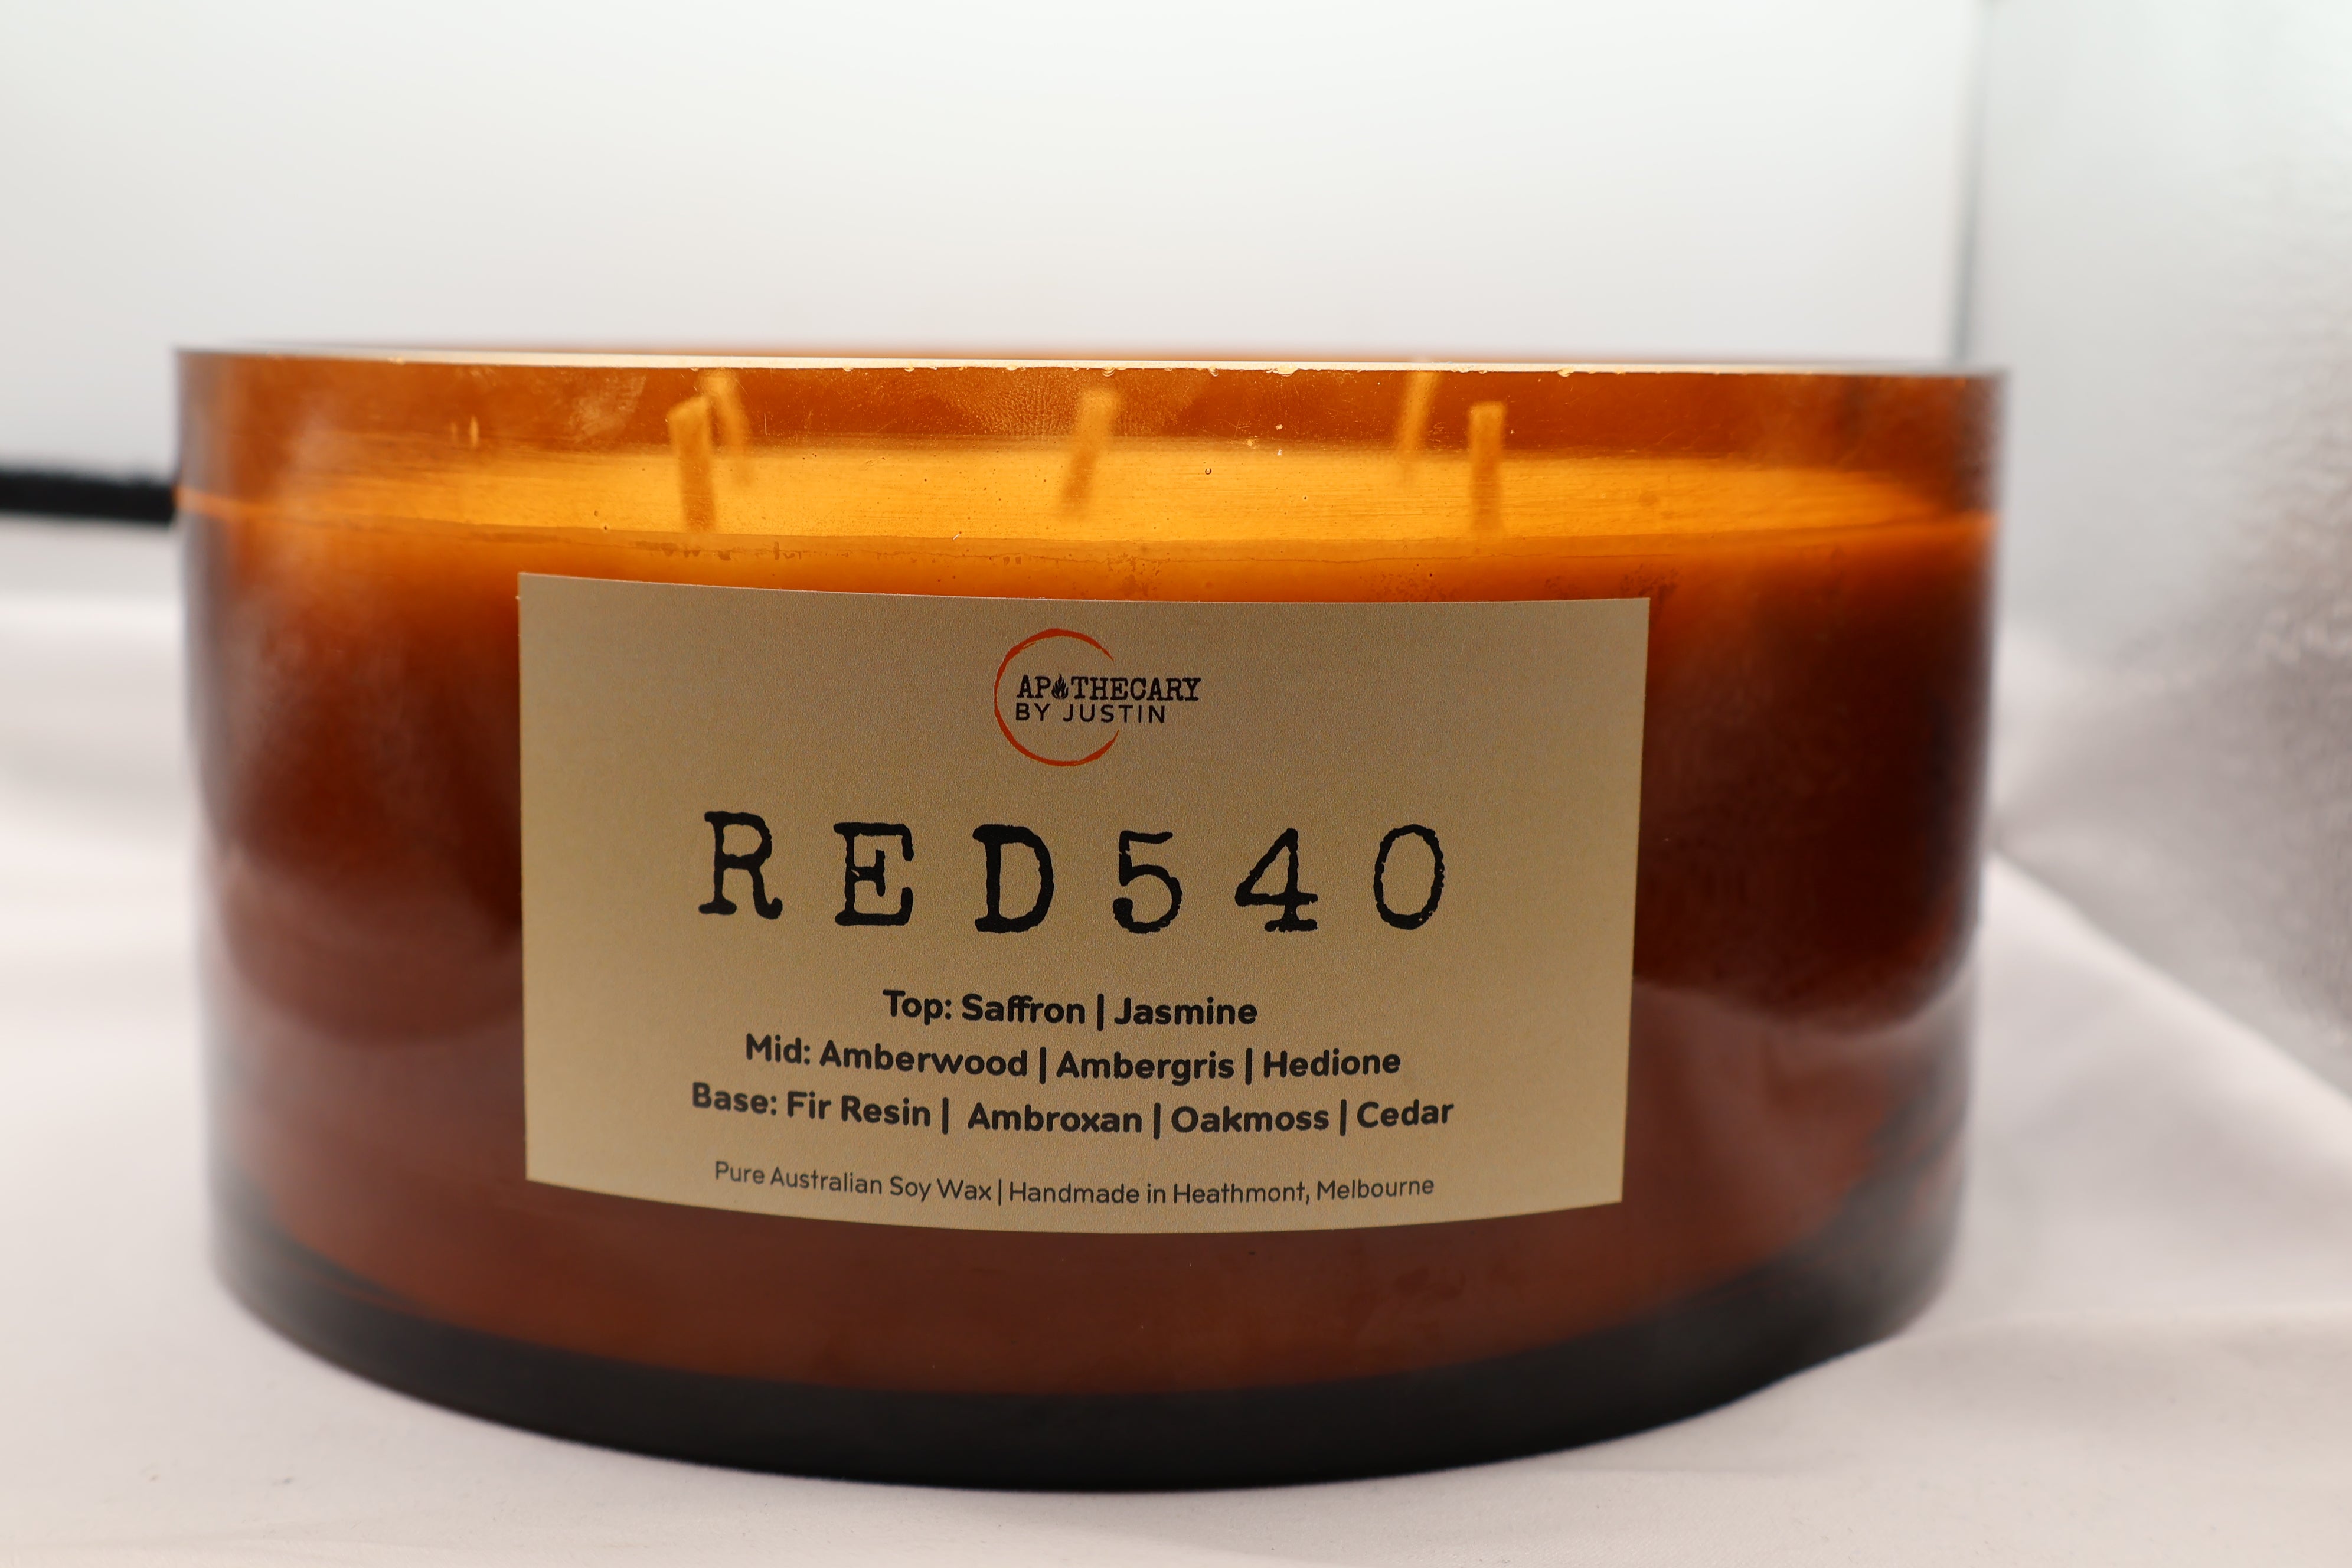 APOTHECARY
BY JUSTIN
RED540
Top: Saffron | Jasmine
Mid: Amberwood | Ambergris | Hedione
Base: Fir Resin | Ambroxan | Oakmoss | Cedar
Pure Australian Soy Wax | Handmade in Heathmont, Melbourne